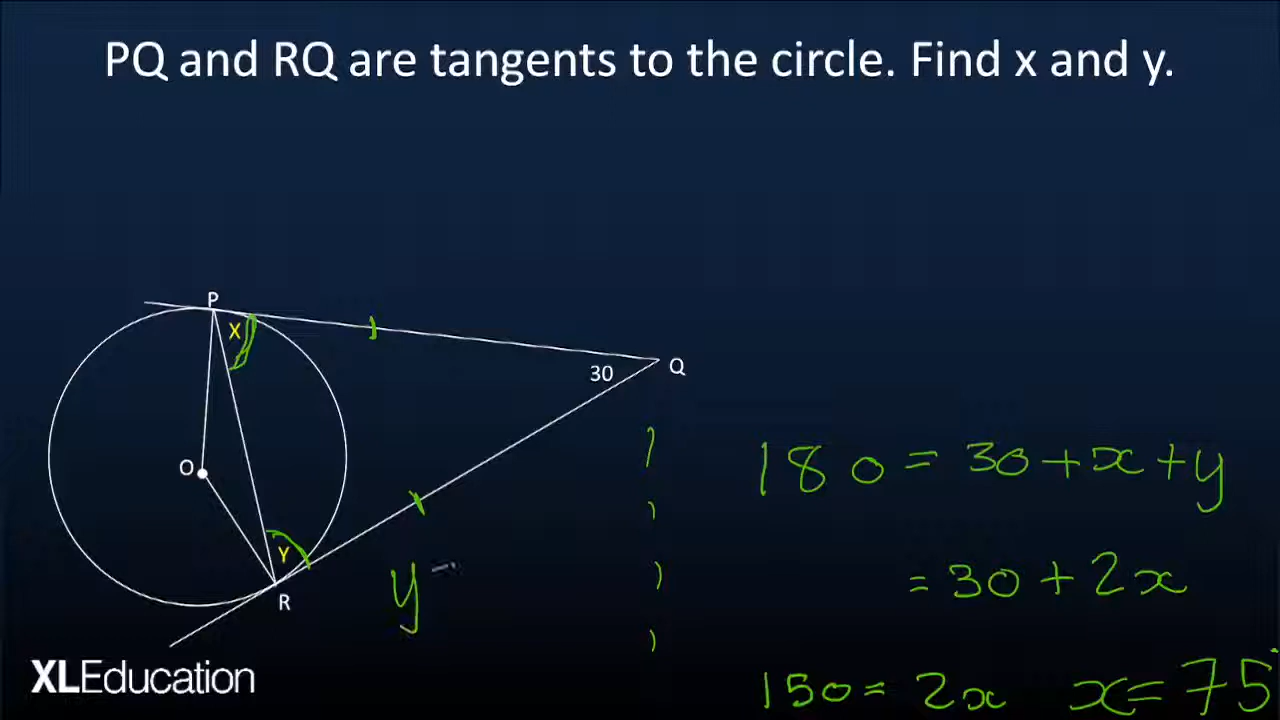 PQ and RQ are tangents to the circle. Find x and y.
P
X
Q
30
O
180 = 30 + x + y
Y
y =
= 30 + 2x
R
XLEducation
150 = 2x x = 75°